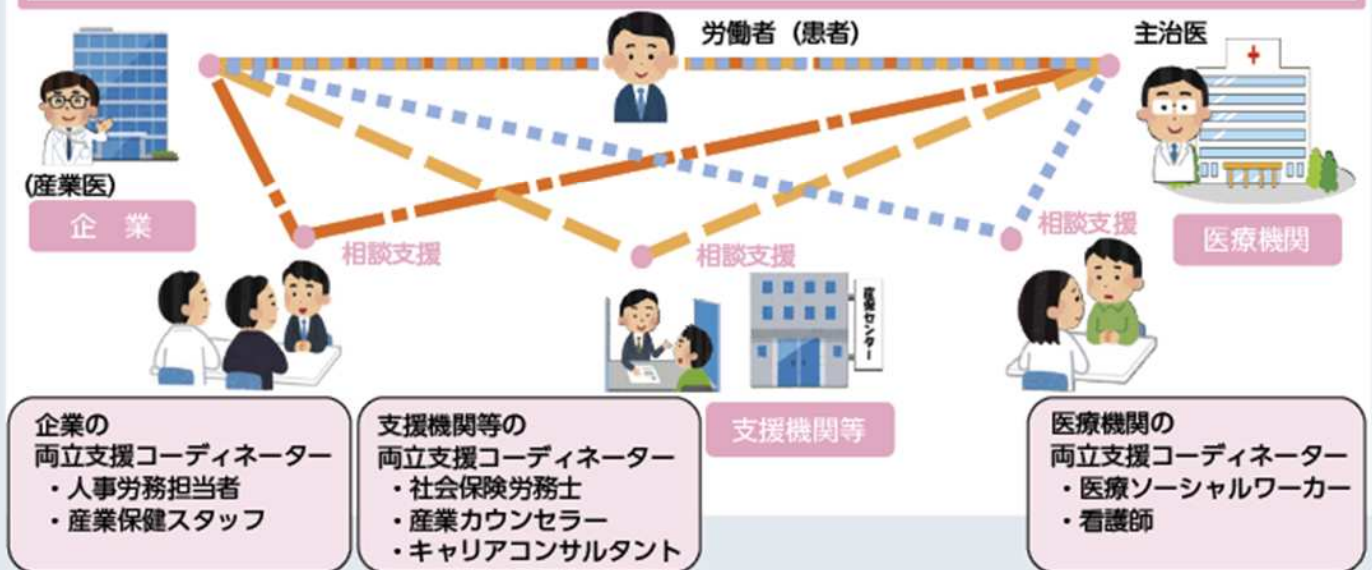 労働者（患者）
主治医
(産業医)
企　業
相談支援
相談支援
相談支援
医療機関
産保センター
支援機関等
企業の
両立支援コーディネーター
・人事労務担当者
・産業保健スタッフ
支援機関等の
両立支援コーディネーター
・社会保険労務士
・産業カウンセラー
・キャリアコンサルタント
医療機関の
両立支援コーディネーター
・医療ソーシャルワーカー
・看護師